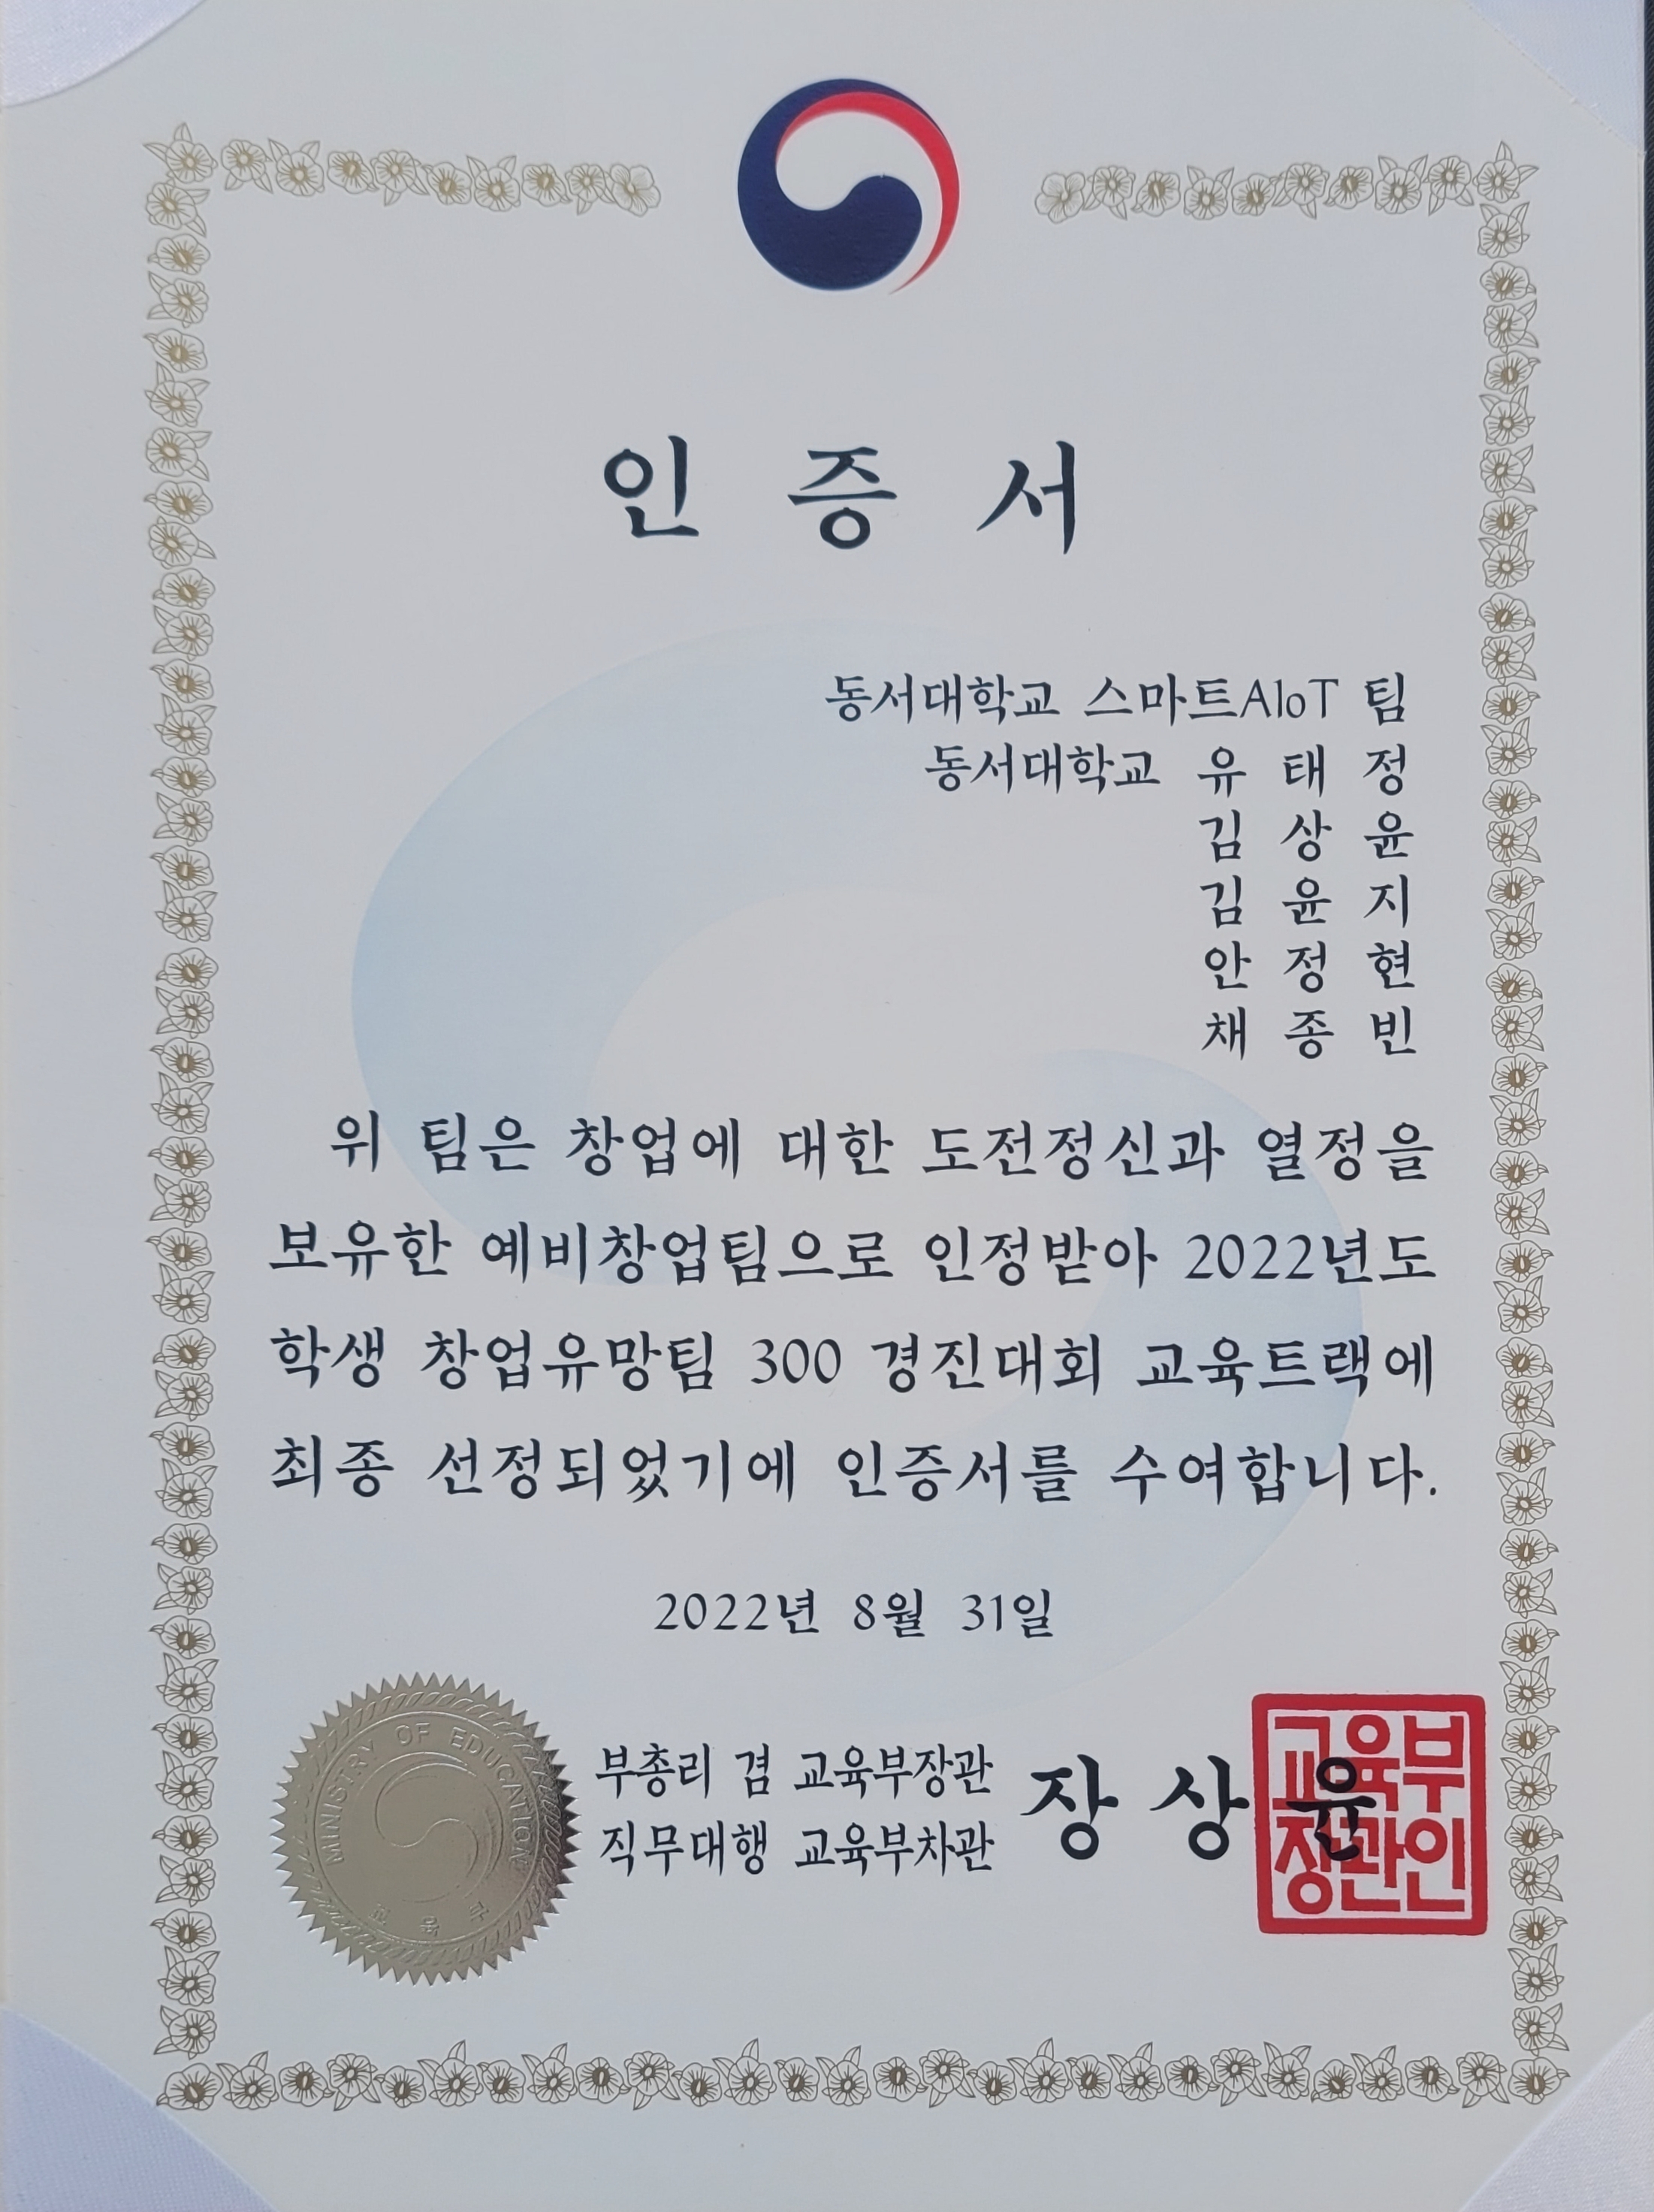 인 증 서
동서대학교 스마트AIoT 팀
동서대학교 유 태 정
김 상 윤
김 윤 지
안 정 현
채 종 빈
위 팀은 창업에 대한 도전정신과 열정을
보유한 예비창업팀으로 인정받아 2022년도
학생 창업유망팀 300 경진대회 교육트랙에
최종 선정되었기에 인증서를 수여합니다.
2022년 8월 31일
MINISTRY OF EDUCATION
교 육 부
부총리 겸 교육부장관
직무대행 교육부차관
장 상 윤
교육부
장관인